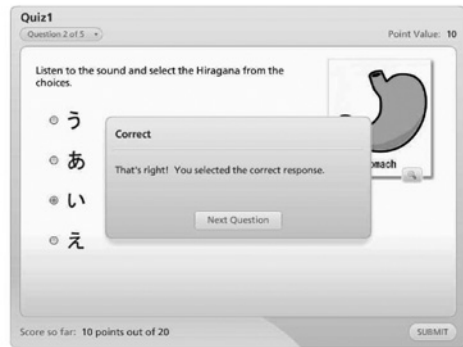 Quiz1
Question 2 of 5
Point Value: 10
Listen to the sound and select the Hiragana from the
choices.
う
あ
い
え
Correct
That's right! You selected the correct response.
Next Question
Score so far: 10 points out of 20
SUBMIT